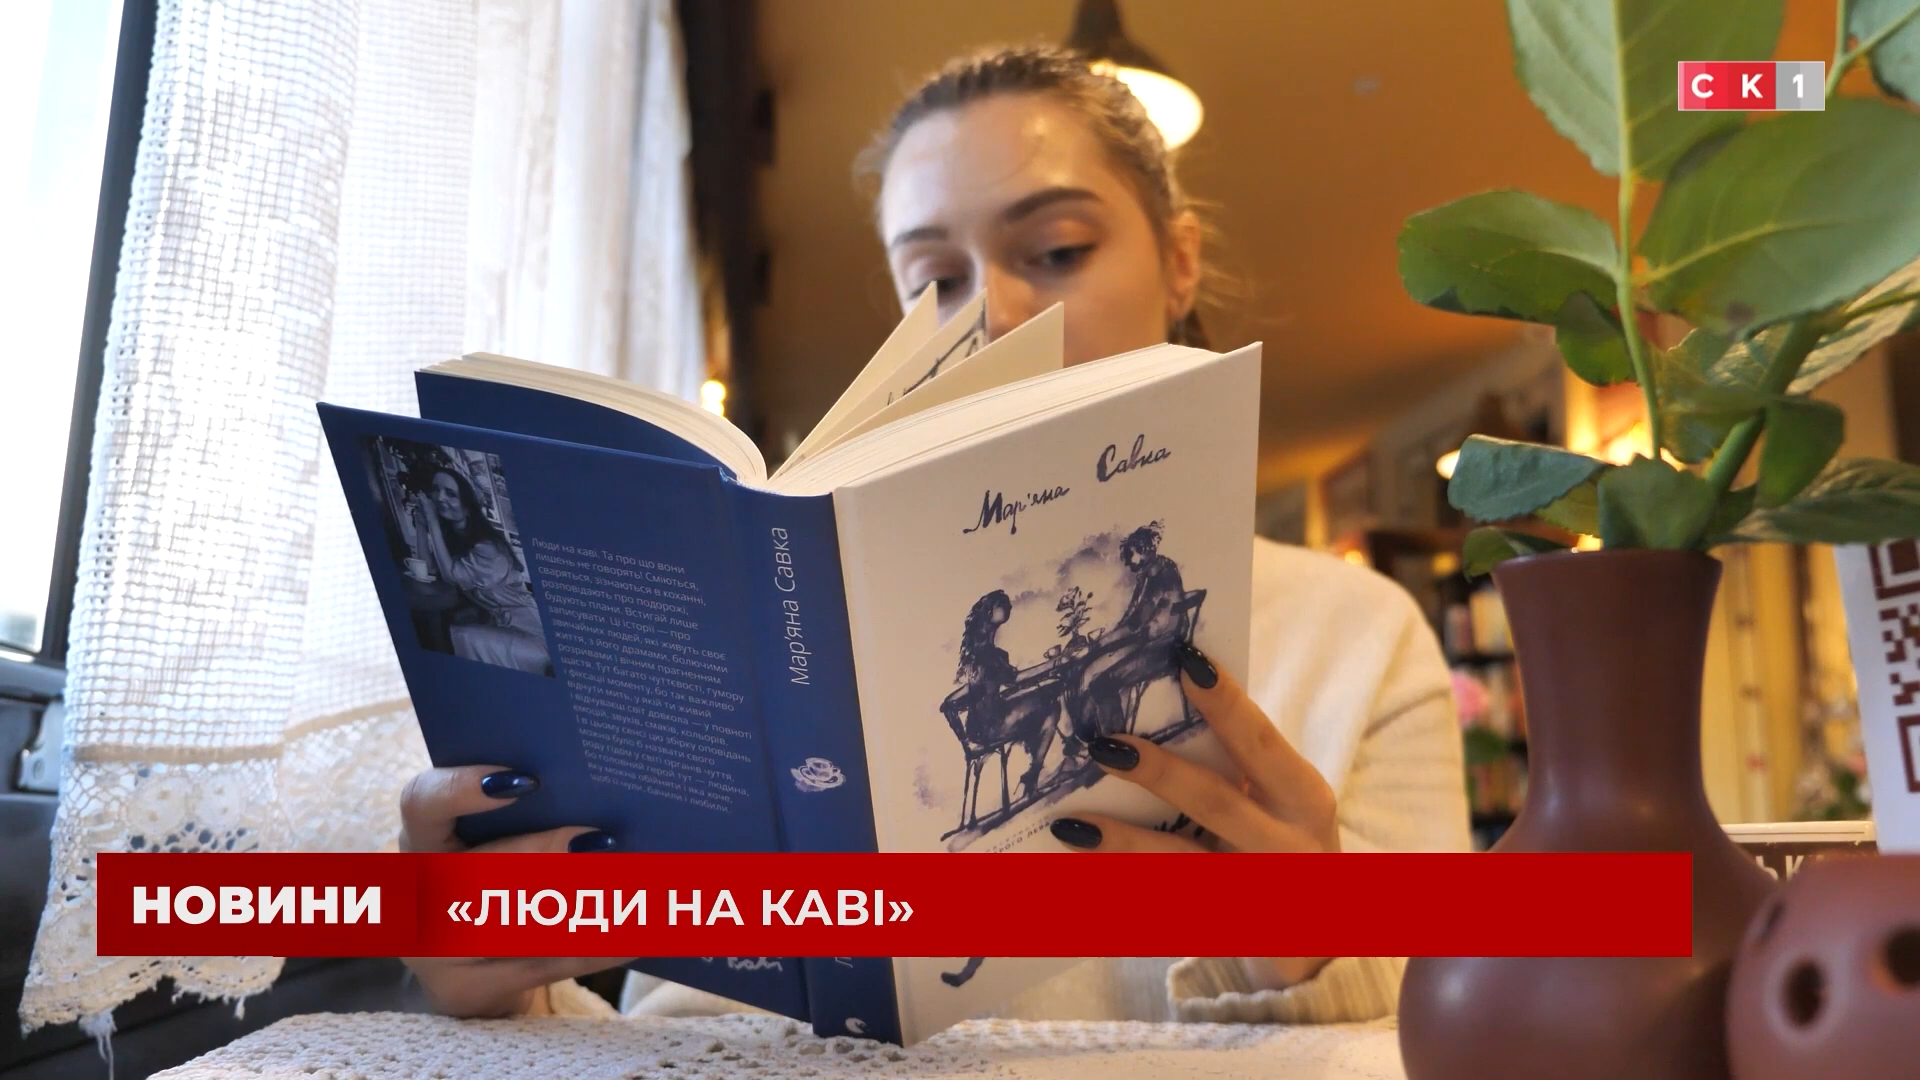 СК1
Мар'яна Савка
Люди на каві. Та про що вони
лишень не говорять! Сміються,
сваряться, зізнаються в коханні,
розповідають про подорожі,
будують плани. Встигай лише
записувати. Ці історії — про
звичайних людей, які живуть своє
життя, з його драмами, болючими
розривами і вічним прагненням
щастя. Тут багато чуттєвості, гумору
і фіксації моменту, бо так важливо
відчути мить, у якій ти живий
і відчуваєш світ довкола — у повноті
емоцій, звуків, смаків, кольорів.
І в цьому сенсі цю збірку оповідань
можна було б назвати свого
роду гідом у світі органів чуття,
бо головний герой тут — людина,
яку можна обійняти і яка хоче,
щоб її чули, бачили і любили.
Мар'яна Савка
НОВИНИ
«ЛЮДИ НА КАВІ»
каві